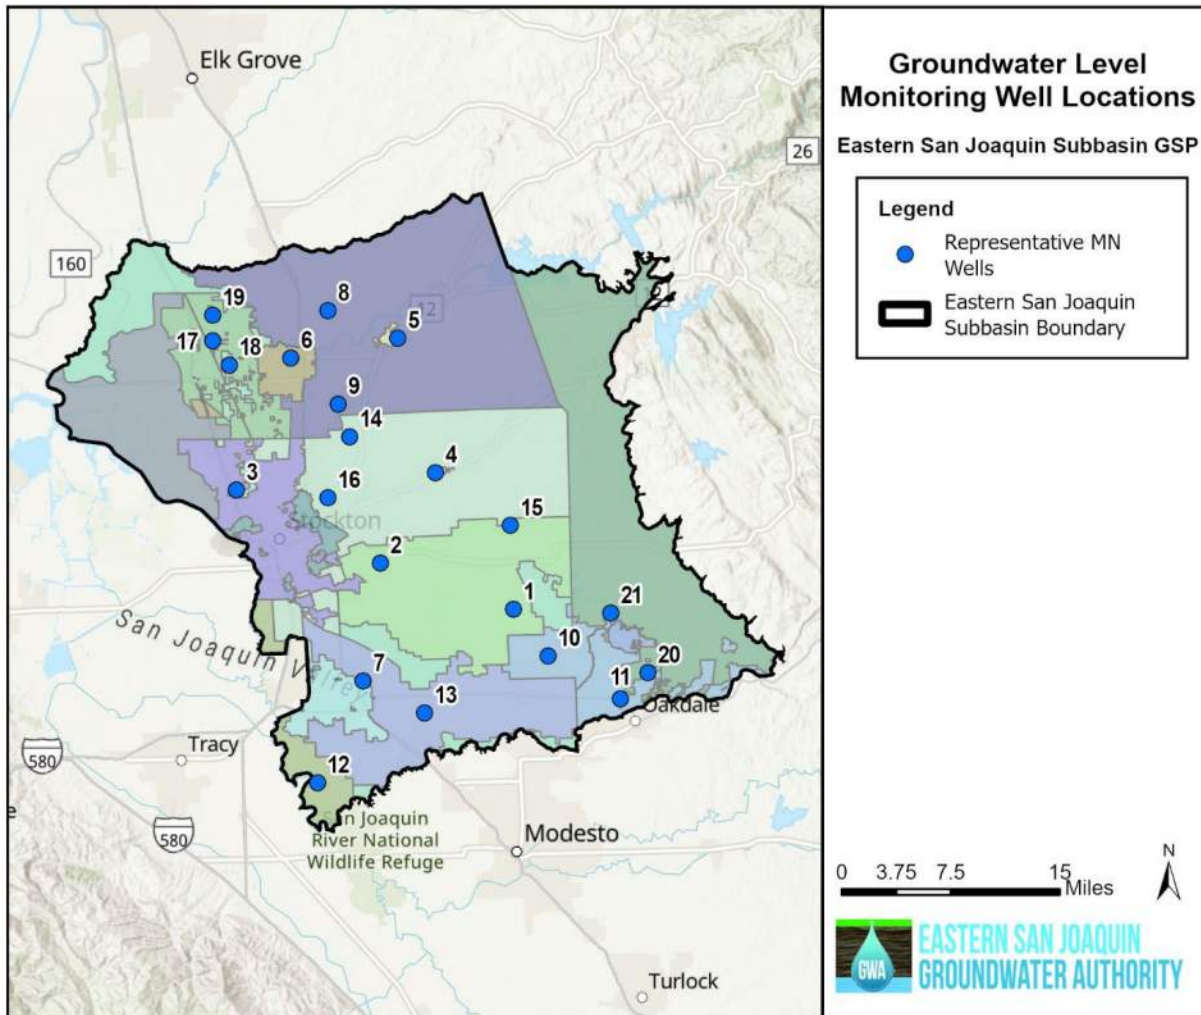 Elk Grove
Groundwater Level
Monitoring Well Locations
Eastern San Joaquin Subbasin GSP
26
Legend
Representative MN
Wells
Eastern San Joaquin
Subbasin Boundary
160
12
19
8
17
5
18
6
9
14
3
4
16
15
Stockton
2
1
21
San Joaquin
10
20
7
11
13
Oakdale
Tracy
580
12
San Joaquin
River National
Wildlife Refuge
580
Modesto
Turlock
0 3.75 7.5 15
Miles
N
GWA
EASTERN SAN JOAQUIN
GROUNDWATER AUTHORITY